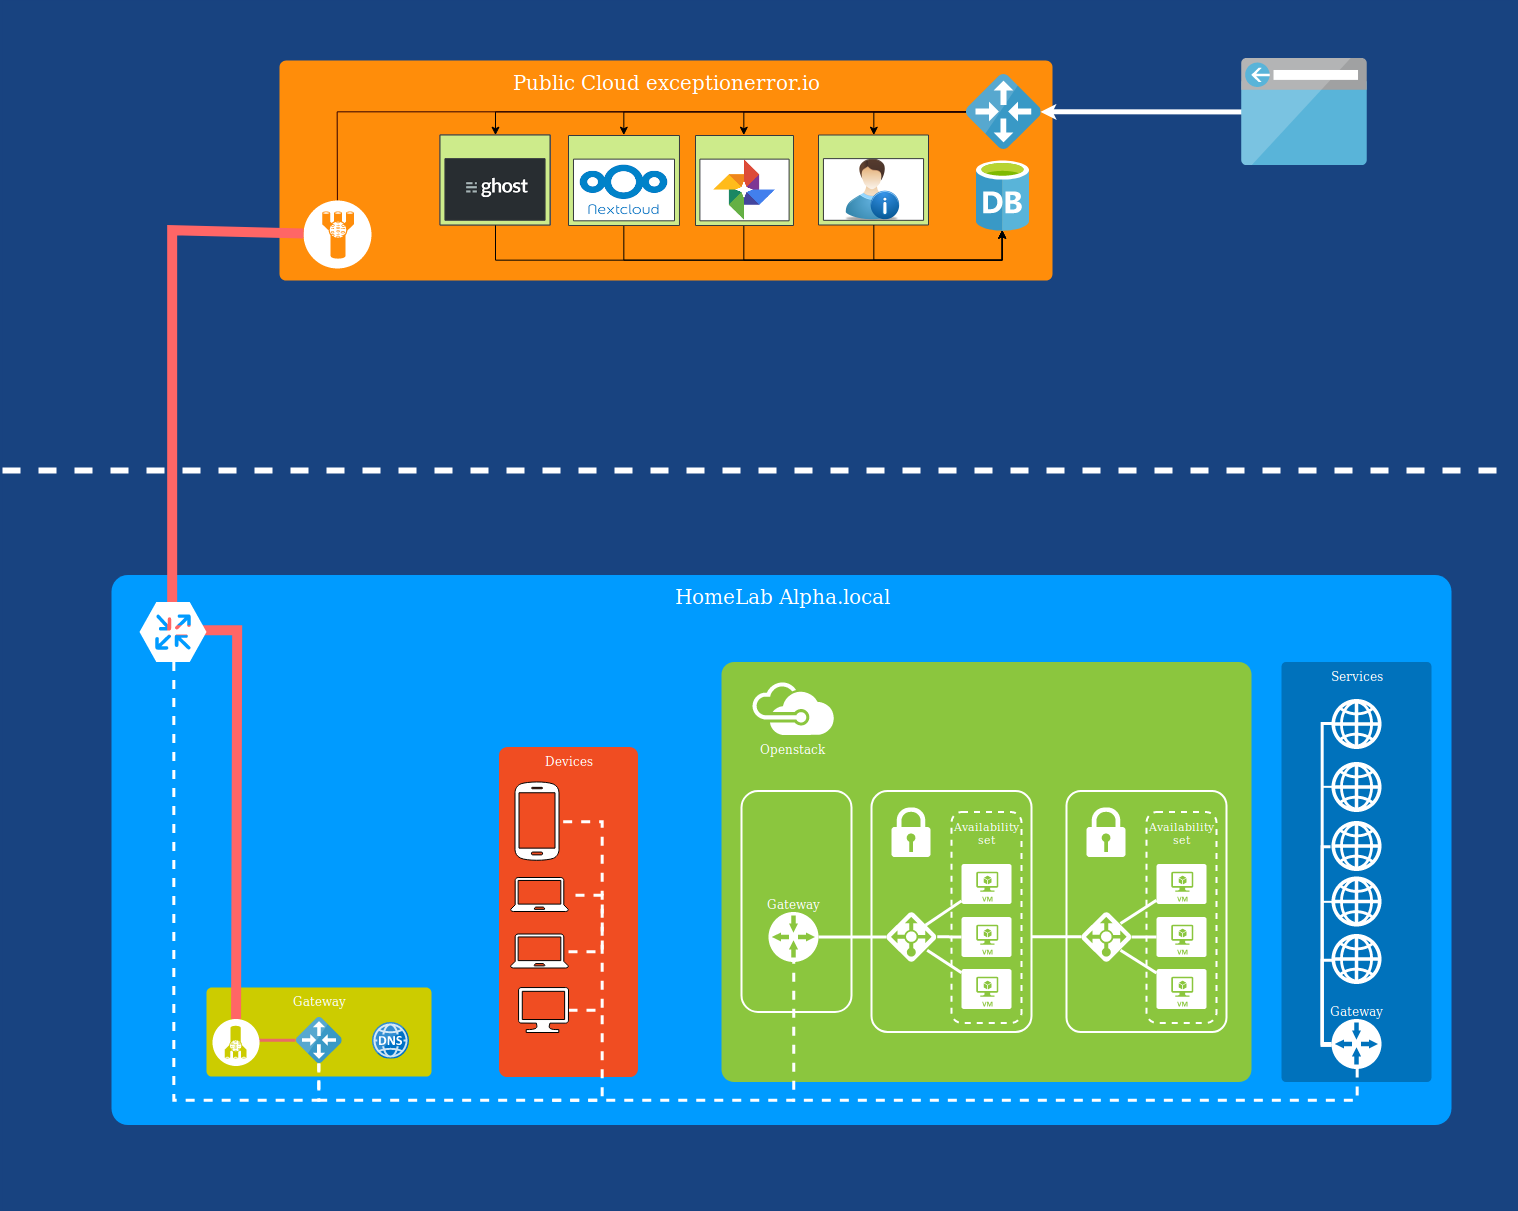 Public Cloud exceptionerror.io
ghost
Nextcloud
i
DB
HomeLab Alpha.local
Openstack
Services
Devices
Availability
set
Availability
set
VM
VM
Gateway
VM
VM
VM
VM
Gateway
DNS
Gateway